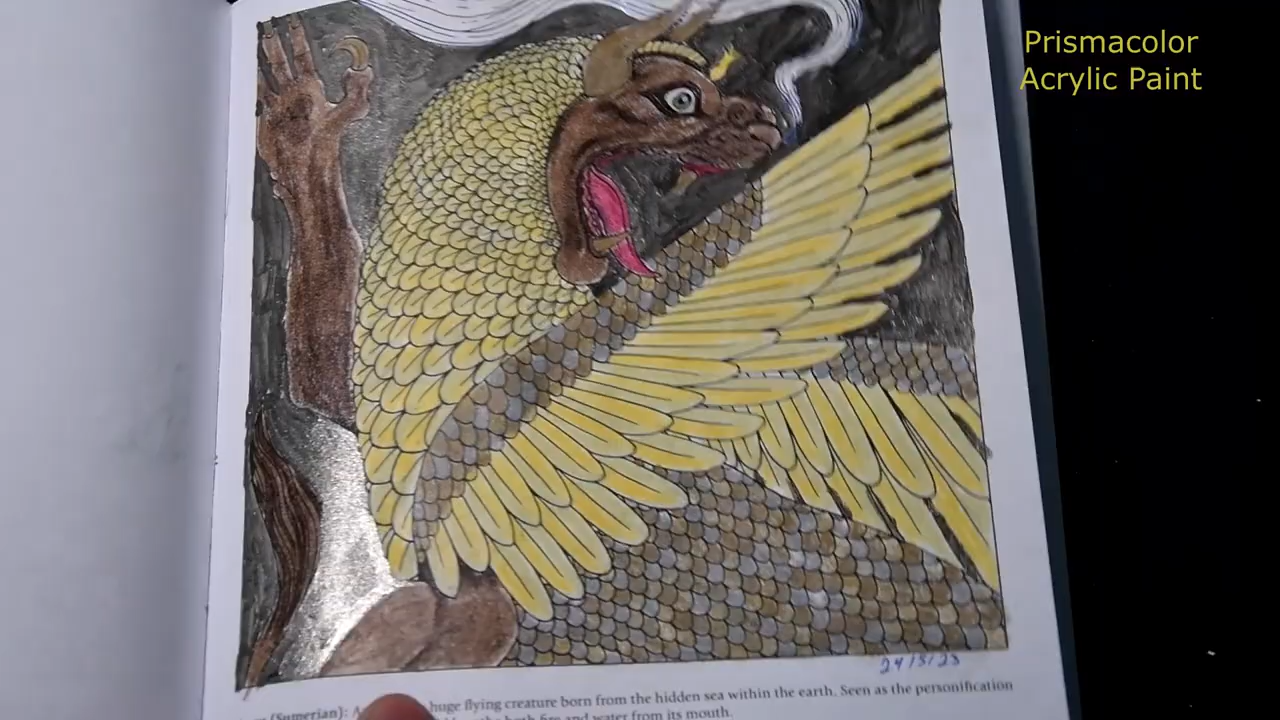 Prismacolor
Acrylic Paint
24/5/23
(Sumerian): A huge flying creature born from the hidden sea within the earth. Seen as the personification
both fire and water from its mouth.